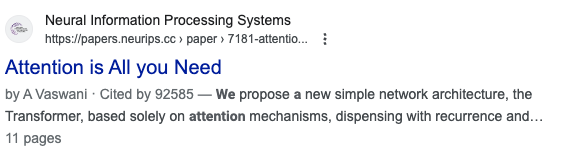 Neural Information Processing Systems
https://papers.neurips.cc › paper › 7181-attentio...
Attention is All you Need
by A Vaswani · Cited by 92585 — We propose a new simple network architecture, the
Transformer, based solely on attention mechanisms, dispensing with recurrence and…
11 pages